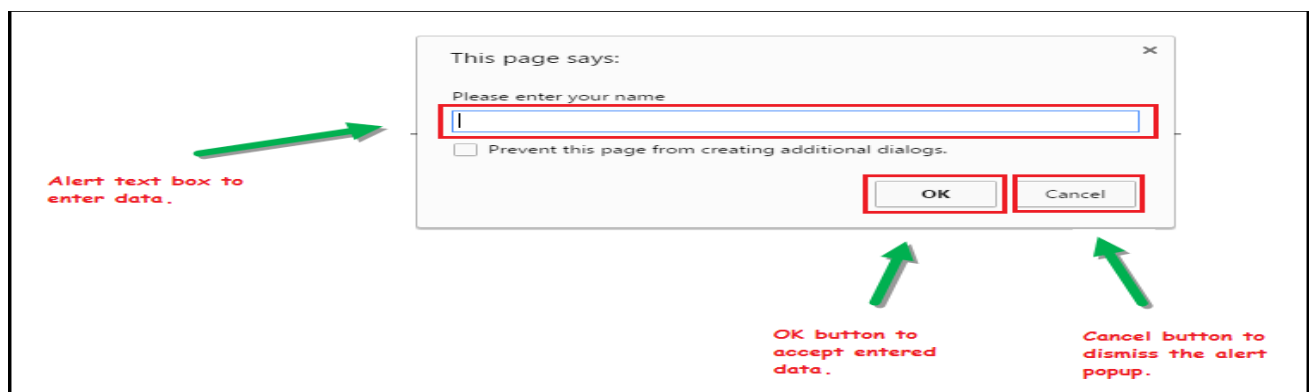 This page says:
×
Please enter your name
Prevent this page from creating additional dialogs.
OK
Cancel
Alert text box to
enter data.
OK button to
accept entered
data.
Cancel button to
dismiss the alert
popup.